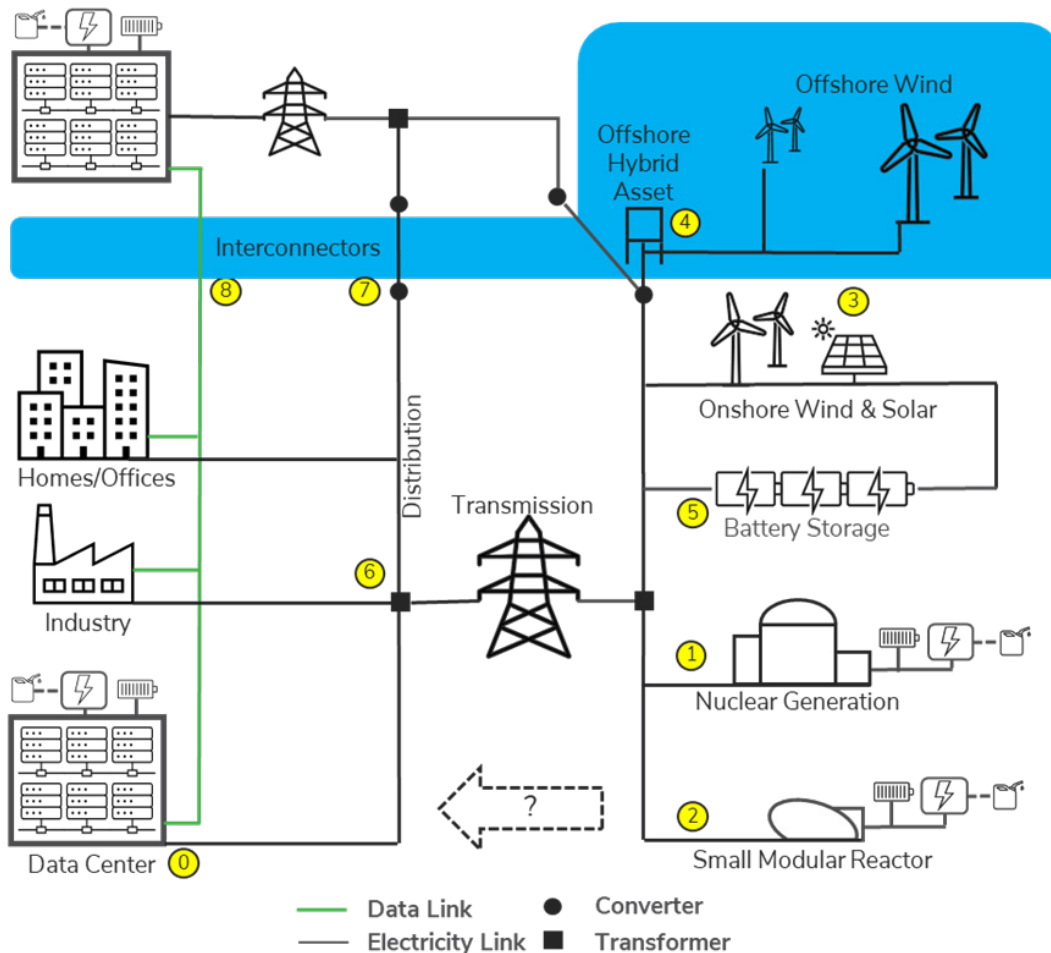 Offshore Wind
Offshore
Hybrid
Asset
4
Interconnectors
8
7
3
Onshore Wind & Solar
Homes/Offices
Distribution
Transmission
5
Battery Storage
6
Industry
1
Nuclear Generation
?
2
Data Center
0
Small Modular Reactor
Data Link
Converter
Electricity Link
Transformer